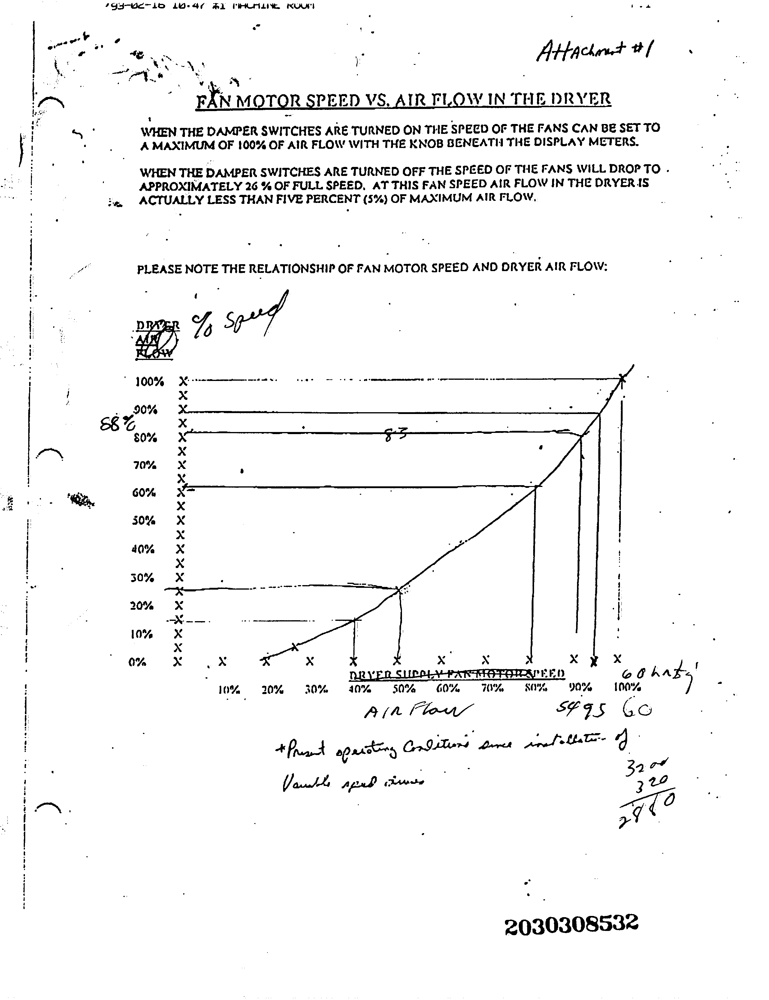 '93-02-16 10:47 #1 MACHINE ROOM
Attachment #1
FAN MOTOR SPEED VS. AIR FLOW IN THE DRYER
WHEN THE DAMPER SWITCHES ARE TURNED ON THE SPEED OF THE FANS CAN BE SET TO
A MAXIMUM OF 100% OF AIR FLOW WITH THE KNOB BENEATH THE DISPLAY METERS.
WHEN THE DAMPER SWITCHES ARE TURNED OFF THE SPEED OF THE FANS WILL DROP TO
APPROXIMATELY 26 % OF FULL SPEED. AT THIS FAN SPEED AIR FLOW IN THE DRYER IS
ACTUALLY LESS THAN FIVE PERCENT (5%) OF MAXIMUM AIR FLOW.
PLEASE NOTE THE RELATIONSHIP OF FAN MOTOR SPEED AND DRYER AIR FLOW:
DRYER % Speed
AIR
FLOW
100%
90%
88%
80% 83
70%
60%
50%
40%
30%
20%
10%
0%
DRYER SUPPLY FAN MOTOR SPEED
10% 20% 30% 40% 50% 60% 70% 80% 90% 100%
AIR Flow 54 95 60
*Present operating Conditions since installation of
Variable speed drives
3200
320
2880
2030308532